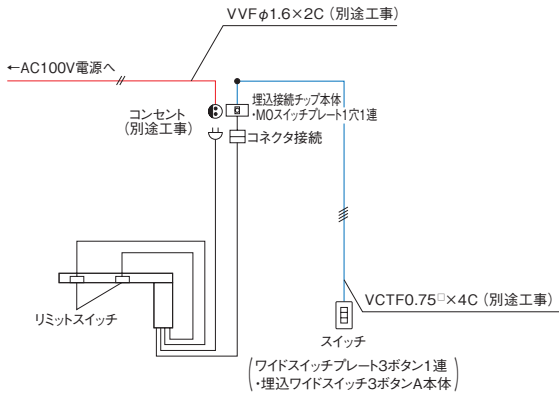 VVFφ1.6×2C（別途工事）
←AC100V電源へ
コンセント
（別途工事）
埋込接続チップ本体
・MOスイッチプレート1穴1連
コネクタ接続
リミットスイッチ
VCTF0.75□×4C（別途工事）
スイッチ
（ワイドスイッチプレート3ボタン1連
・埋込ワイドスイッチ3ボタンA本体）